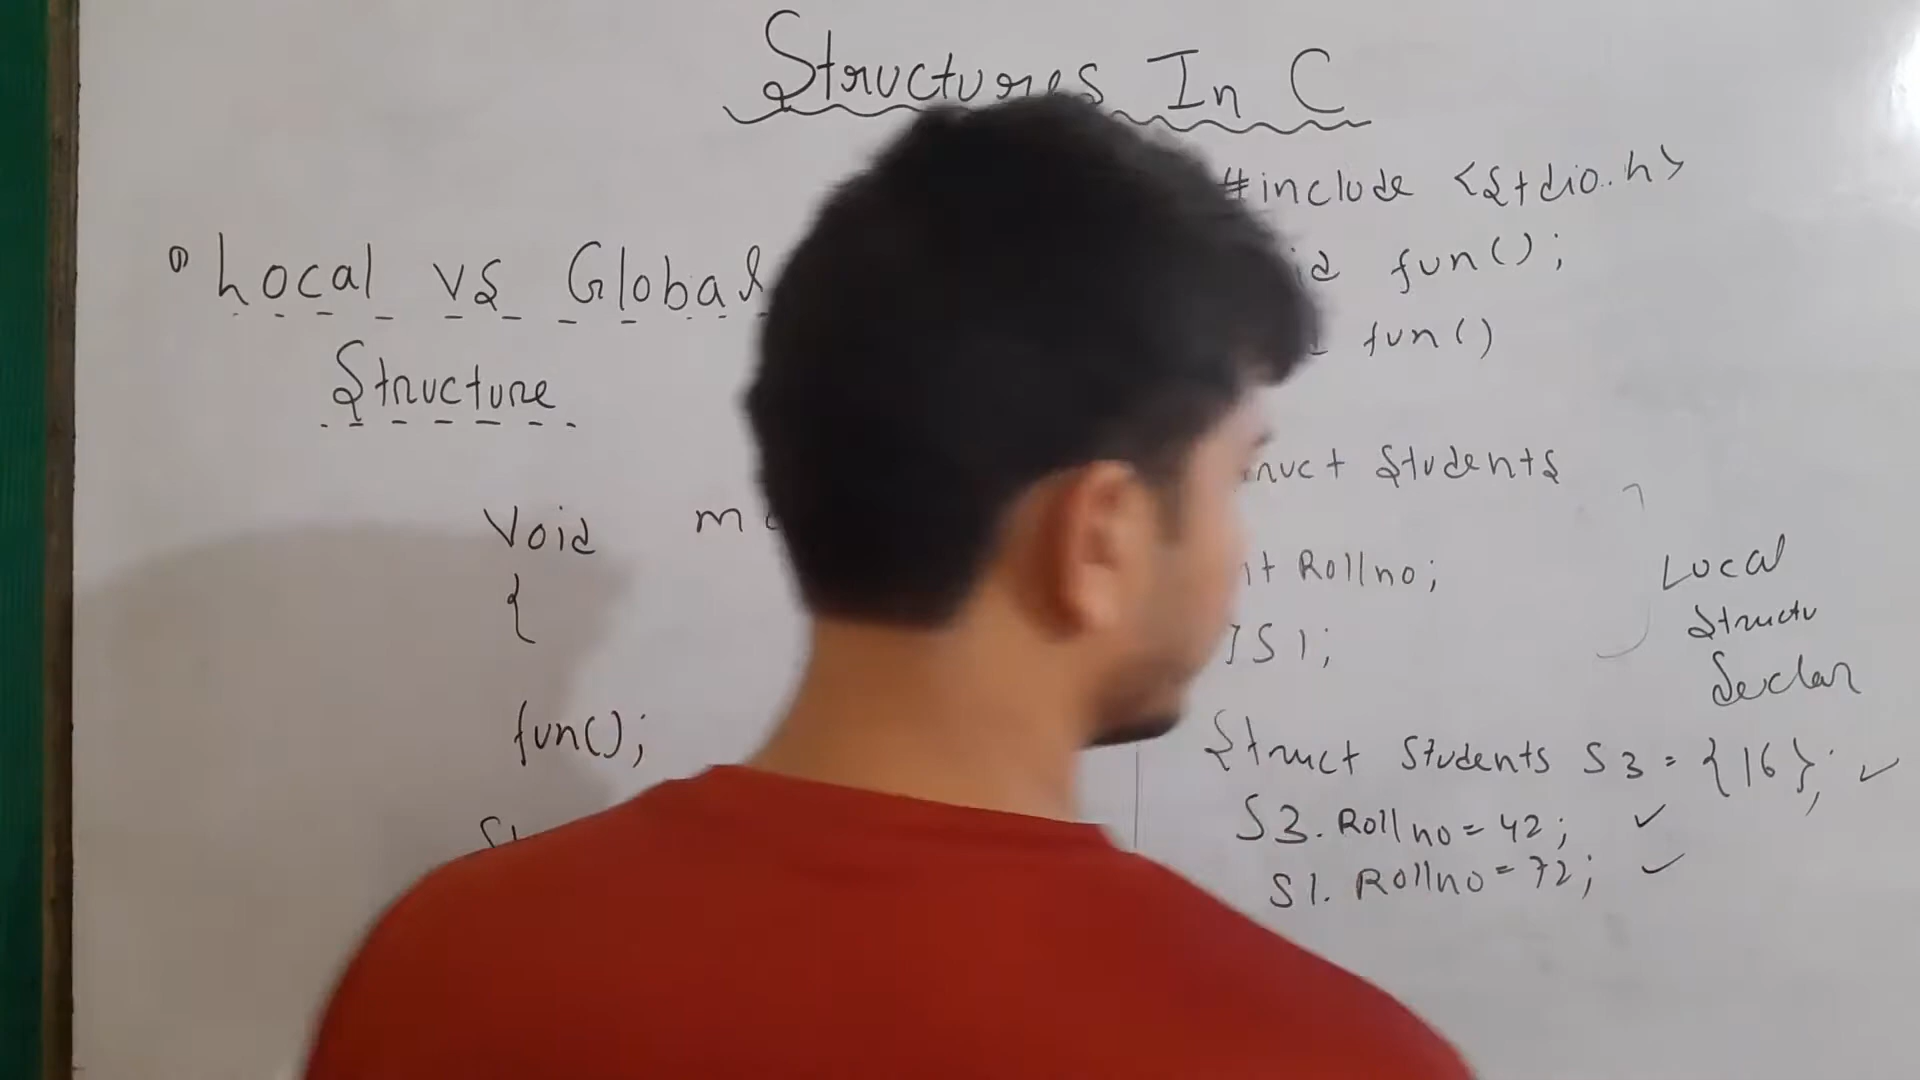 Structures In C
Local vs Global
Structure
Void
{
fun();
#include <stdio.h>
fun();
fun()
Students
Rollno;
}S1;
Struct Students S3 = {16};
S3. Rollno = 42;
S1. Rollno = 72;
Local
Structu
Declar